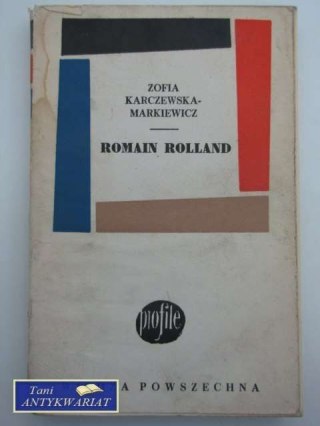 ZOFIA
KARCZEWSKA-
MARKIEWICZ
ROMAIN ROLLAND
profile
A POWSZECHNA
Tani
ANTYKWARIAT